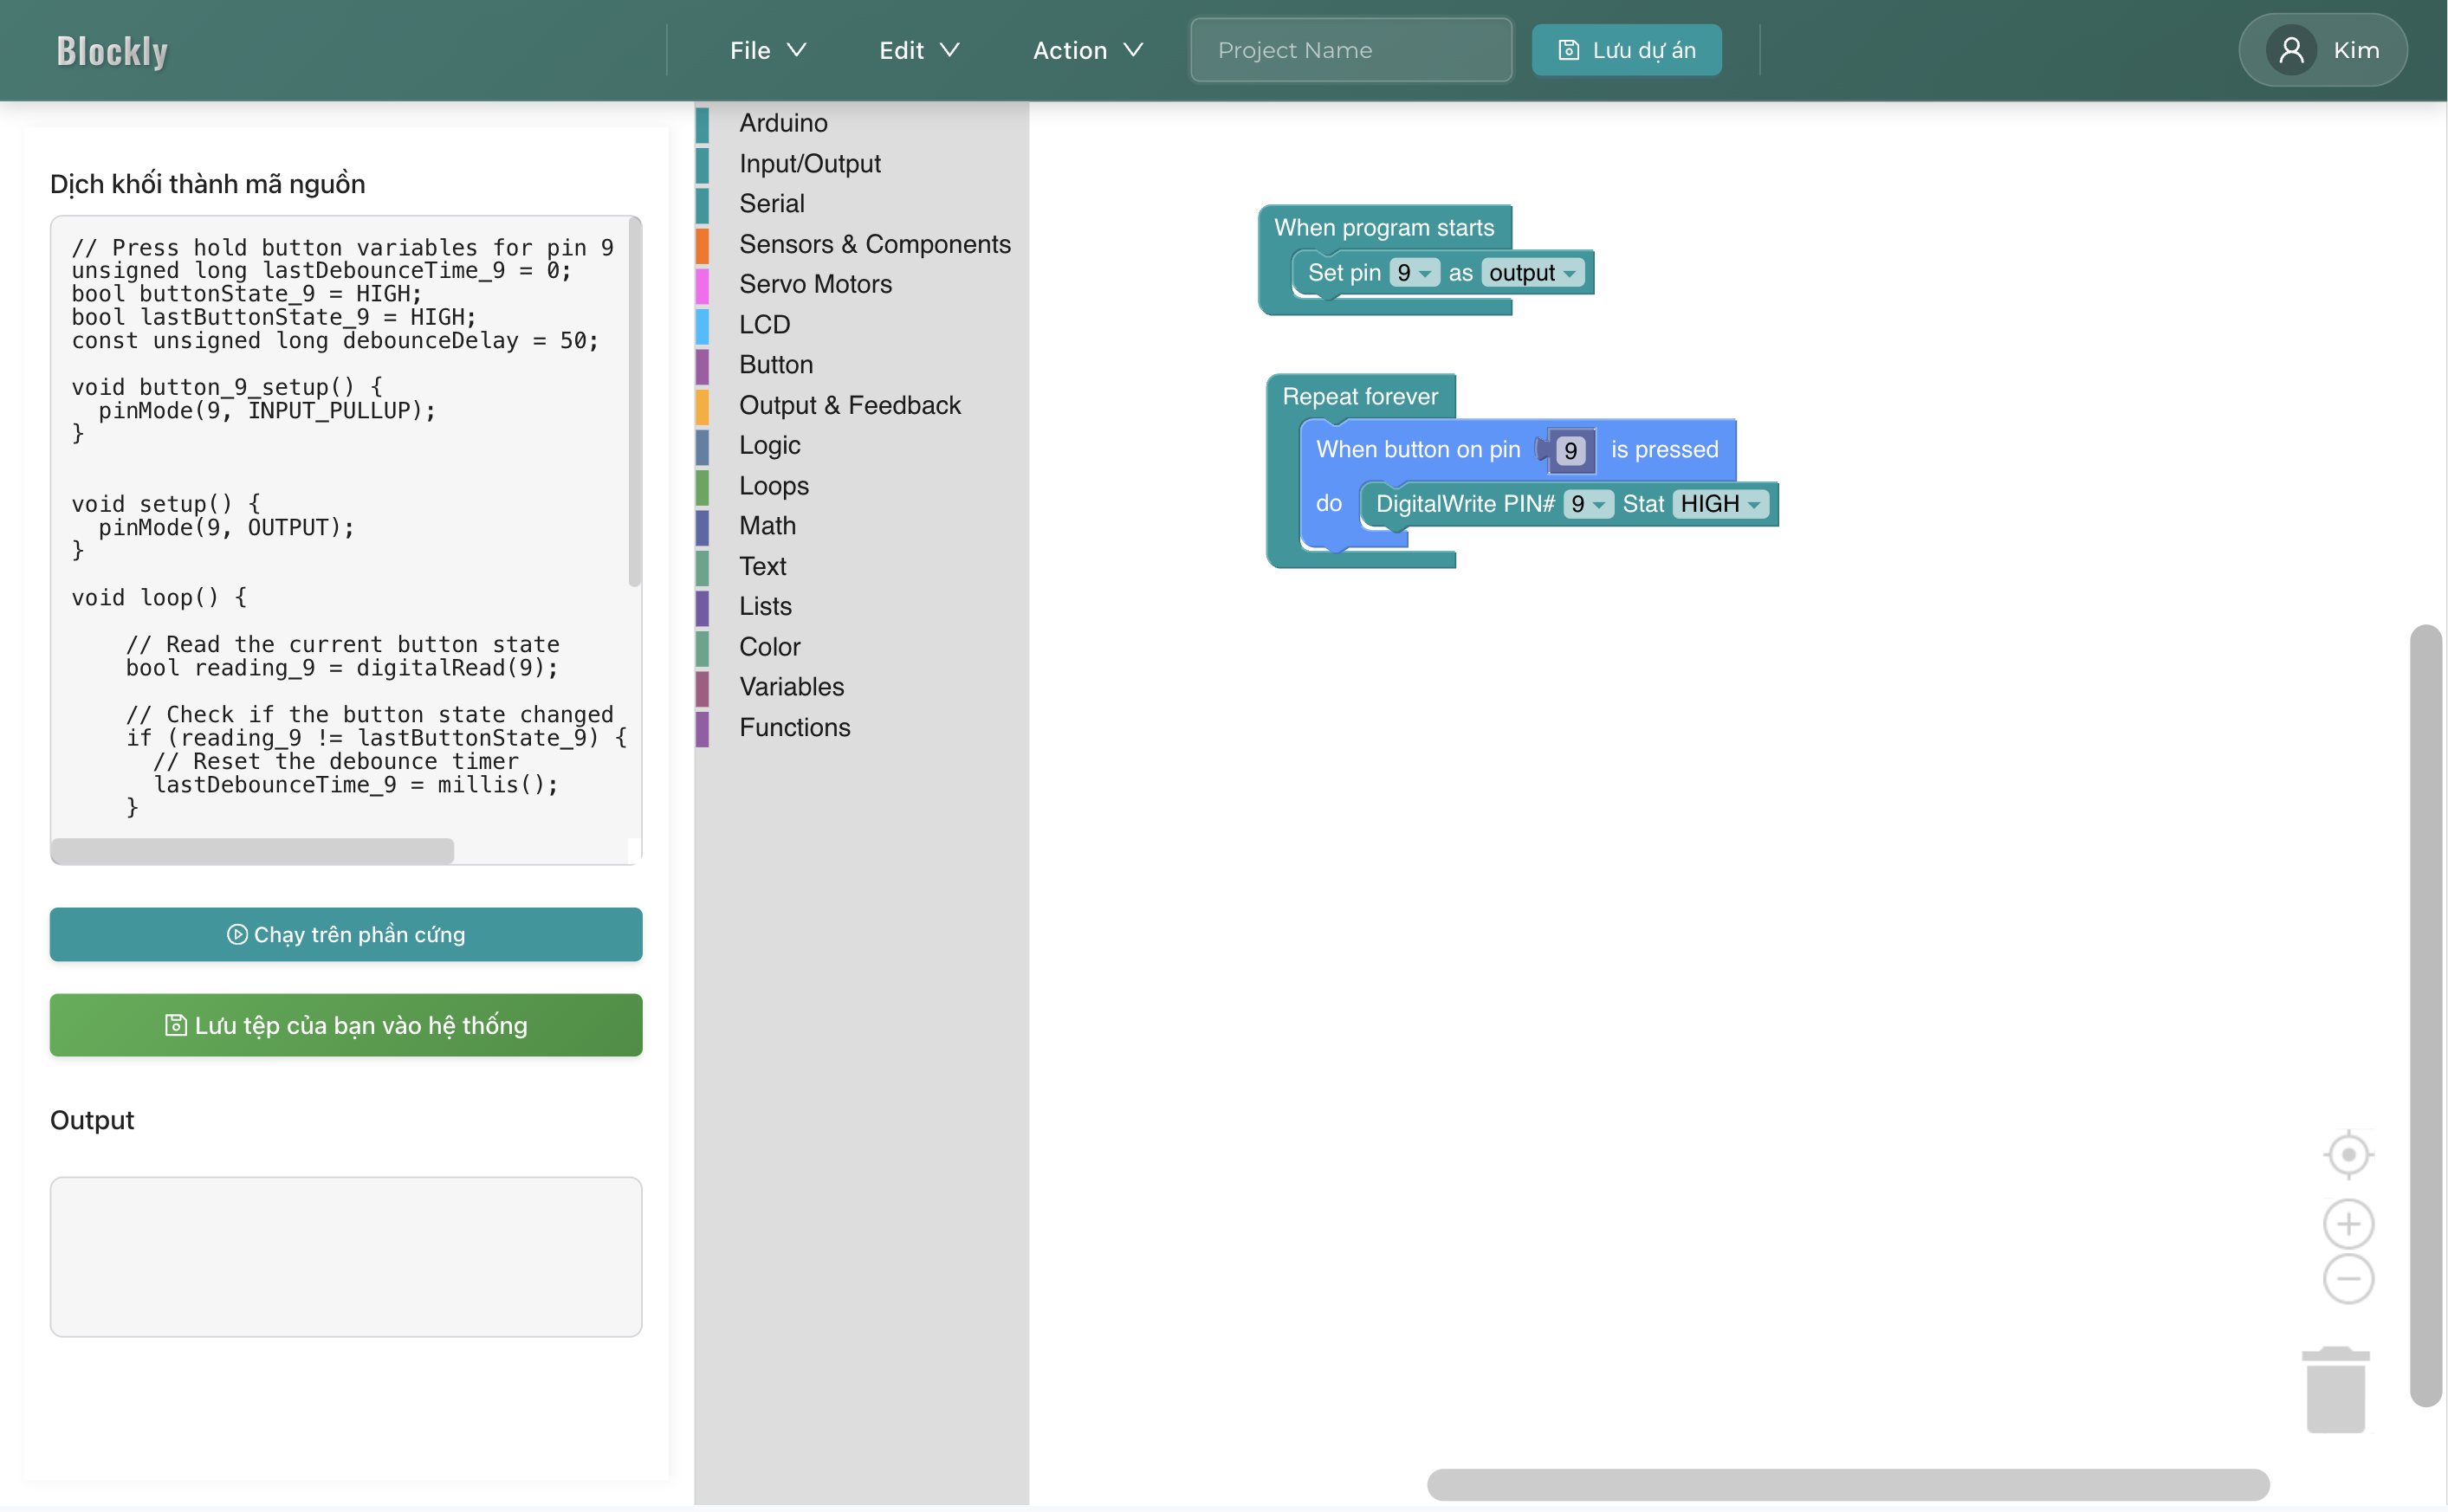 Blockly
File
Edit
Action
Project Name
Lưu dự án
Kim
Dịch khối thành mã nguồn
// Press hold button variables for pin 9
unsigned long lastDebounceTime_9 = 0;
bool buttonState_9 = HIGH;
bool lastButtonState_9 = HIGH;
const unsigned long debounceDelay = 50;
void button_9_setup() {
  pinMode(9, INPUT_PULLUP);
}
void setup() {
  pinMode(9, OUTPUT);
}
void loop() {
    // Read the current button state
    bool reading_9 = digitalRead(9);
    // Check if the button state changed
    if (reading_9 != lastButtonState_9) {
      // Reset the debounce timer
      lastDebounceTime_9 = millis();
    }
Chạy trên phần cứng
Lưu tệp của bạn vào hệ thống
Output
Arduino
Input/Output
Serial
Sensors & Components
Servo Motors
LCD
Button
Output & Feedback
Logic
Loops
Math
Text
Lists
Color
Variables
Functions
When program starts
Set pin 9 as output
Repeat forever
When button on pin 9 is pressed
do DigitalWrite PIN# 9 Stat HIGH